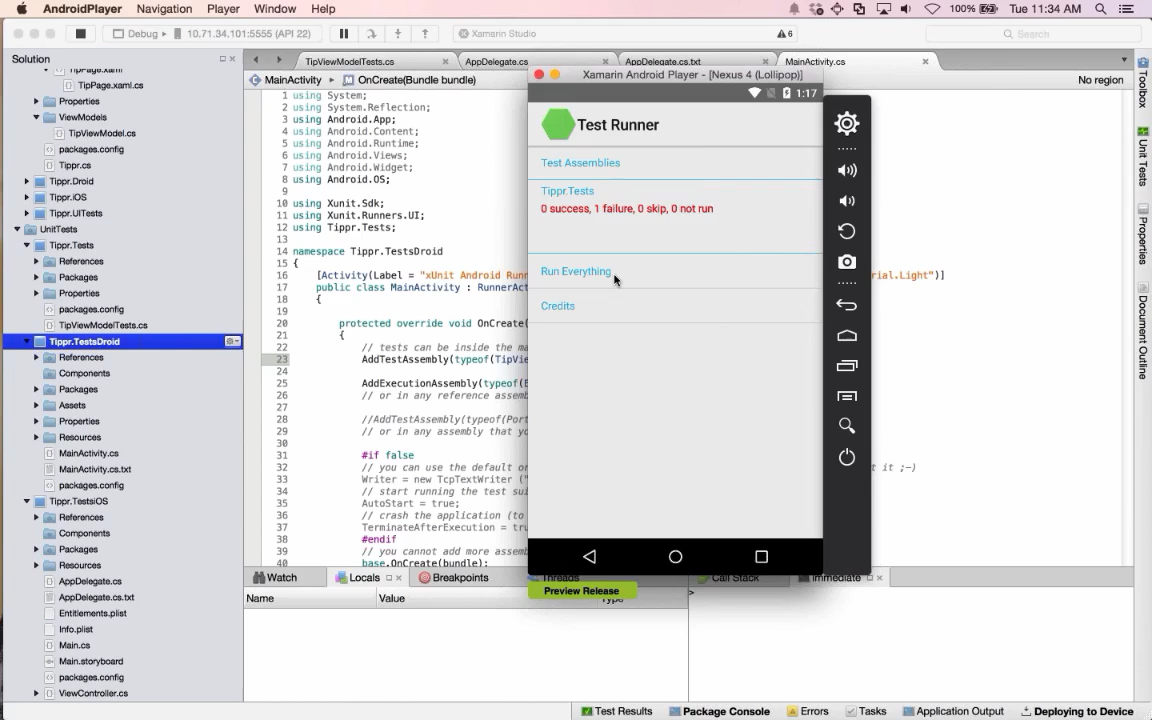 AndroidPlayer Navigation Player Window Help 100% Tue 11:34 AM
Debug 10.71.34.101:5555 (API 22) Xamarin Studio 6 Search
Solution
TipPage.xaml
TipPage.xaml.cs
Properties
ViewModels
TipViewModel.cs
packages.config
Tippr.cs
Tippr.Droid
Tippr.iOS
Tippr.UITests
UnitTests
Tippr.Tests
References
Packages
Properties
packages.config
TipViewModelTests.cs
Tippr.TestsDroid
References
Components
Packages
Assets
Properties
Resources
MainActivity.cs
MainActivity.cs.txt
packages.config
Tippr.TestsiOS
References
Components
Packages
Resources
AppDelegate.cs
AppDelegate.cs.txt
Entitlements.plist
Info.plist
Main.cs
Main.storyboard
packages.config
ViewController.cs
TipViewModelTests.cs AppDelegate.cs AppDelegate.cs.txt MainActivity.cs
MainActivity OnCreate(Bundle bundle) No region
1 using System;
2 using System.Reflection;
3 using Android.App;
4 using Android.Content;
5 using Android.Runtime;
6 using Android.Views;
7 using Android.Widget;
8 using Android.OS;
9
10 using Xunit.Sdk;
11 using Xunit.Runners.UI;
12 using Tippr.Tests;
13
14 namespace Tippr.TestsDroid
15 {
16 [Activity(Label = "xUnit Android Run rial.Light")]
17 public class MainActivity : RunnerAct
18 {
19
20 protected override void OnCreate(
21 {
22 // tests can be inside the ma
23 AddTestAssembly(typeof(TipVie
24
25 AddExecutionAssembly(typeof(E
26 // or in any reference assemb
27
28 //AddTestAssembly(typeof(Port
29 // or in any assembly that yo
30
31 #if false
32 // you can use the default or t it ;-)
33 Writer = new TcpTextWriter ("
34 // start running the test sui
35 AutoStart = true;
36 // crash the application (to
37 TerminateAfterExecution = tru
38 #endif
39 // you cannot add more assemb
40 base.OnCreate(bundle);
Xamarin Android Player - [Nexus 4 (Lollipop)]
1:17
Test Runner
Test Assemblies
Tippr.Tests
0 success, 1 failure, 0 skip, 0 not run
Run Everything
Credits
Preview Release
Toolbox
Unit Tests
Properties
Document Outline
Watch Locals Breakpoints Threads Call Stack Immediate
Name Value Type >
Test Results Package Console Errors Tasks Application Output Deploying to Device